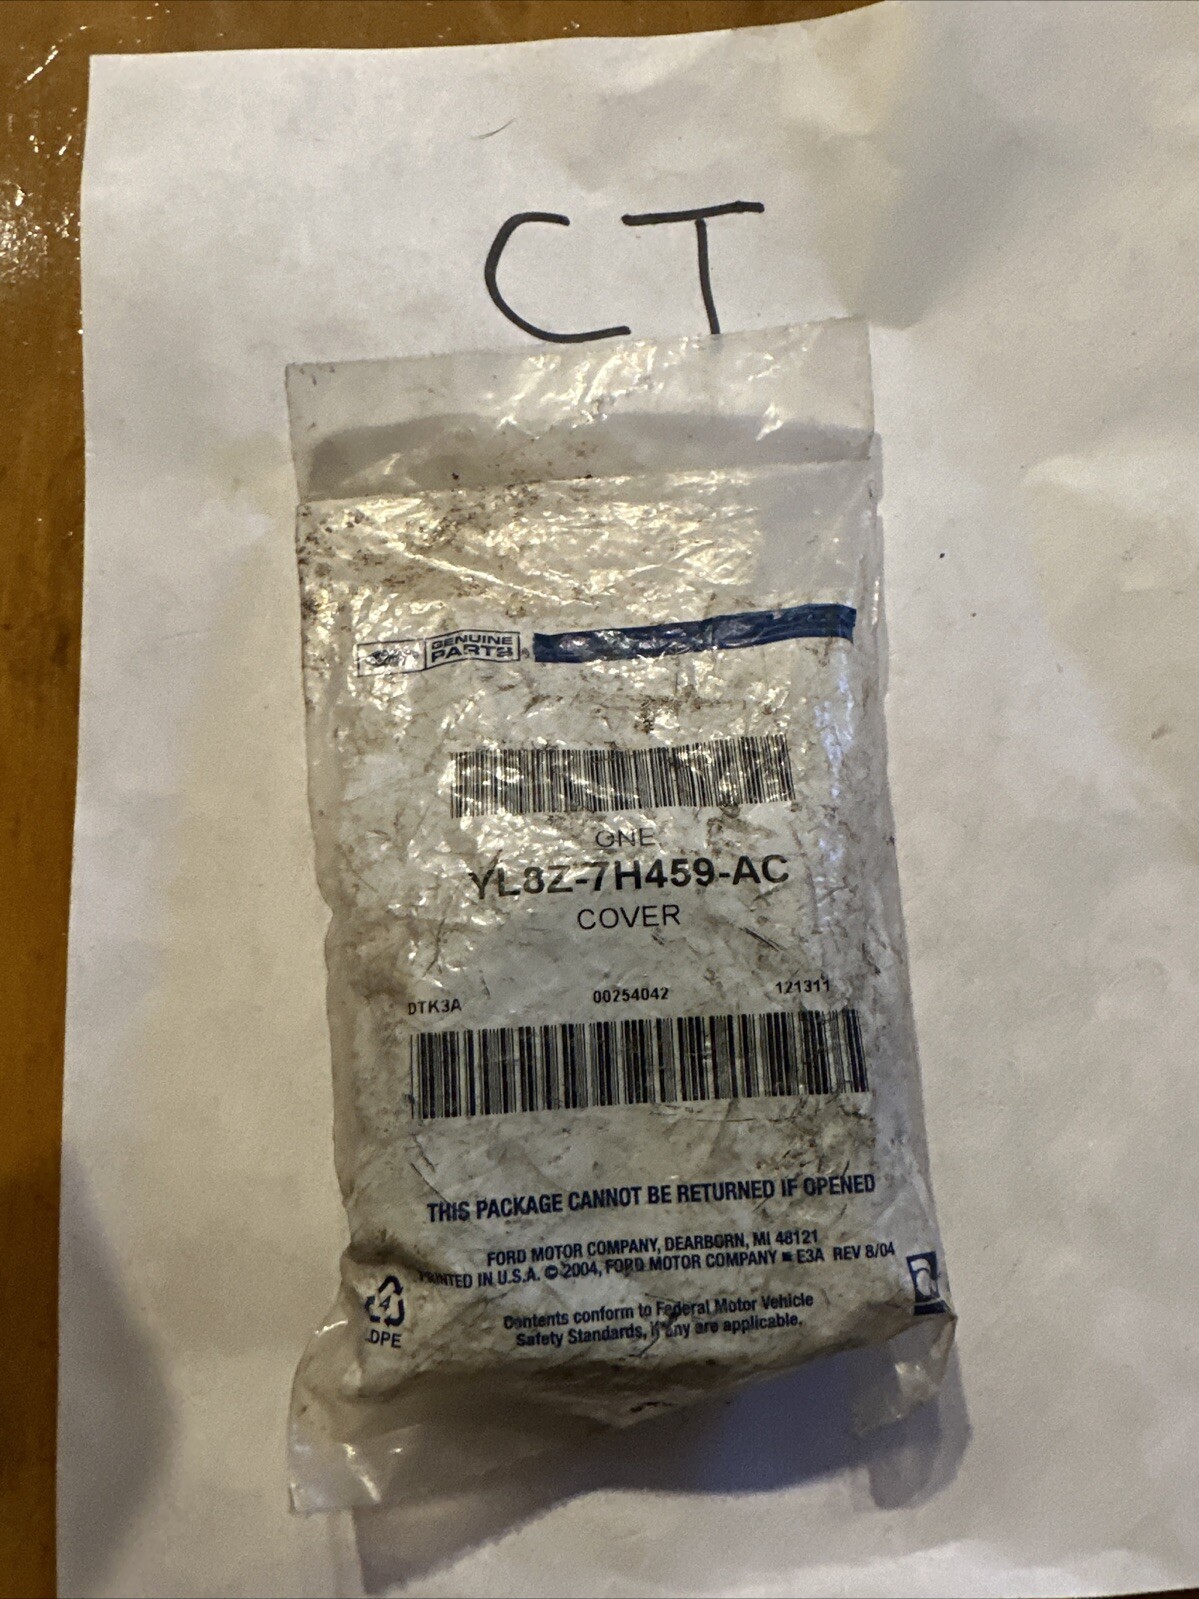 CT
GENUINE
PARTS
ONE
YL8Z-7H459-AC
COVER
DTK3A 00254042 121311
THIS PACKAGE CANNOT BE RETURNED IF OPENED
FORD MOTOR COMPANY, DEARBORN, MI 48121
PRINTED IN U.S.A. © 2004, FORD MOTOR COMPANY E3A REV 8/04
4
LDPE
Contents conform to Federal Motor Vehicle
Safety Standards, if any are applicable.